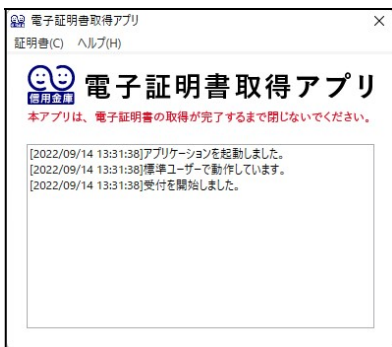 電子証明書取得アプリ
証明書(C) ヘルプ(H)
信用金庫
電子証明書取得アプリ
本アプリは、電子証明書の取得が完了するまで閉じないでください。
[2022/09/14 13:31:38]アプリケーションを起動しました。
[2022/09/14 13:31:38]標準ユーザーで動作しています。
[2022/09/14 13:31:38]受付を開始しました。